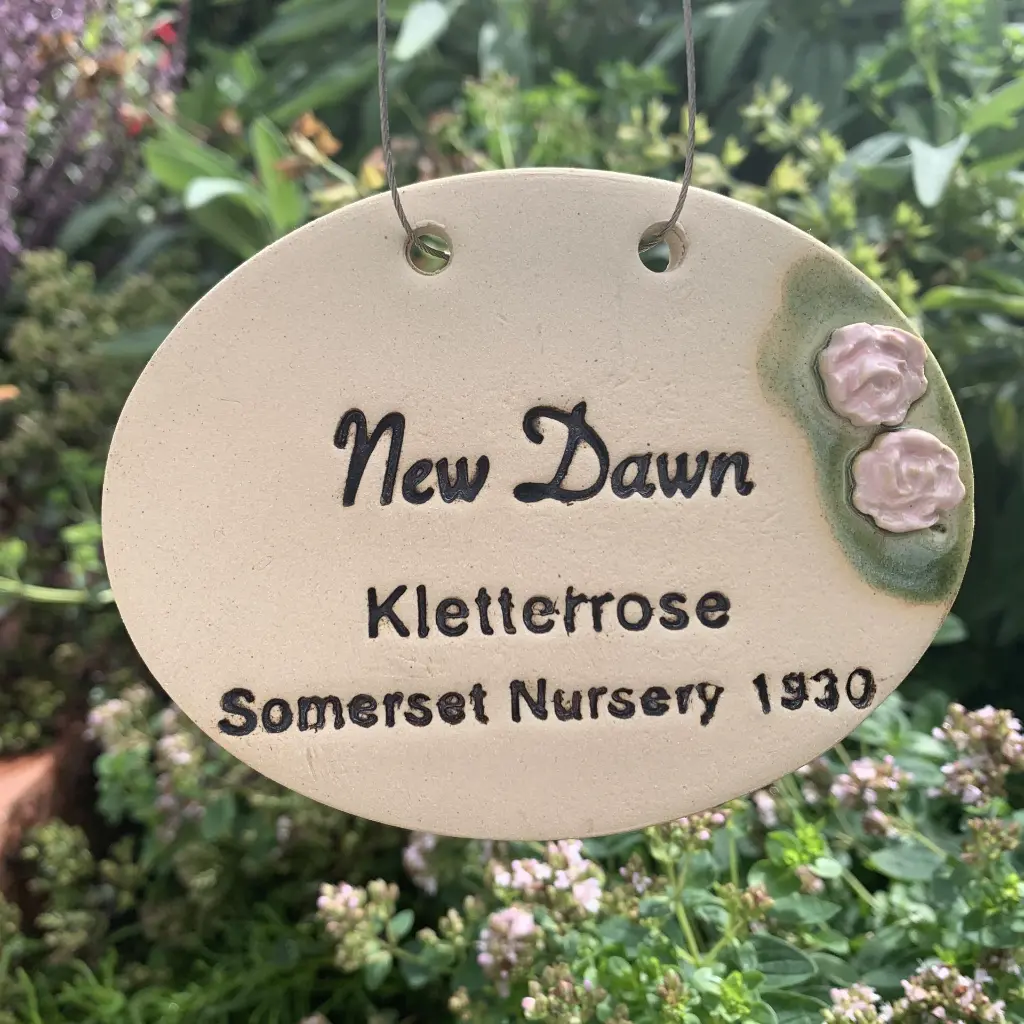 New Dawn
Kletterrose
Somerset Nursery 1930